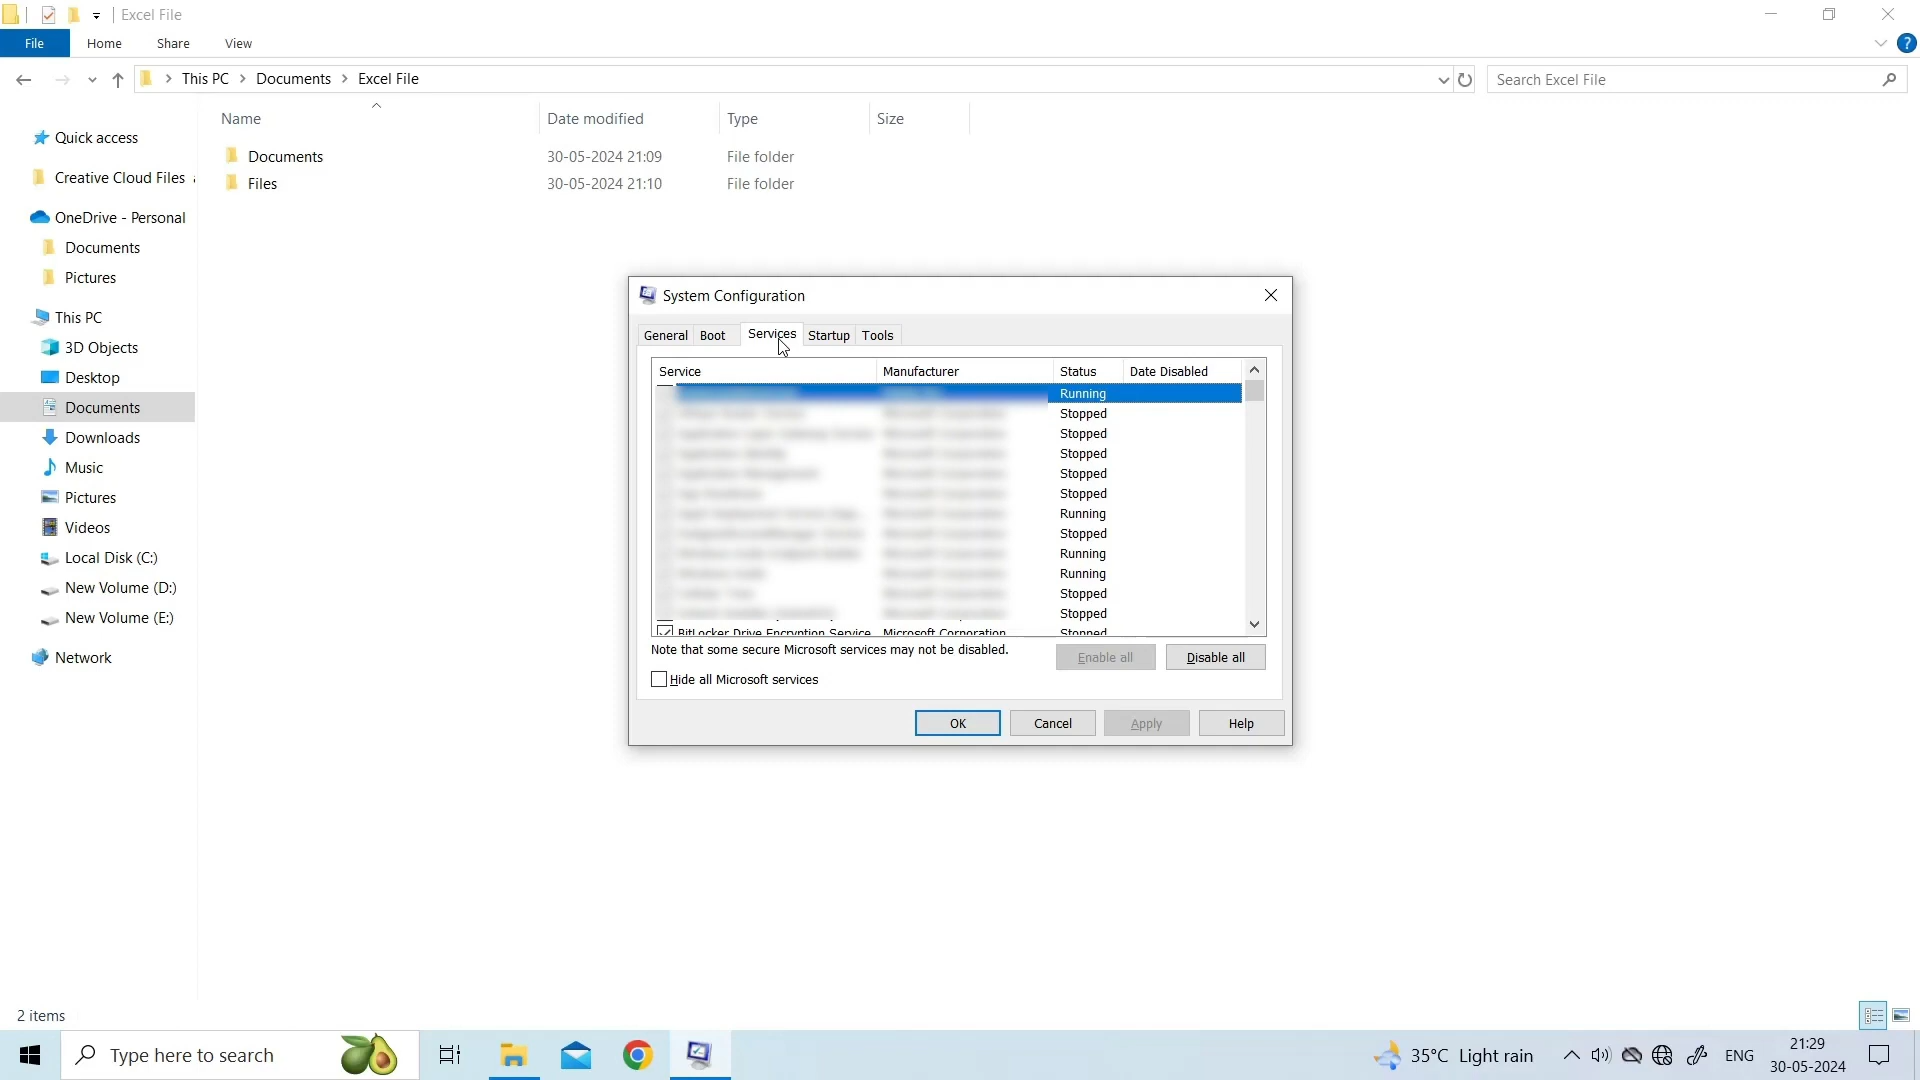 Excel File
File
Home
Share
View
This PC
Documents
Excel File
Search Excel File
Name
Date modified
Type
Size
Documents
30-05-2024 21:09
File folder
Files
30-05-2024 21:10
File folder
Quick access
Creative Cloud Files
OneDrive - Personal
Documents
Pictures
This PC
3D Objects
Desktop
Documents
Downloads
Music
Pictures
Videos
Local Disk (C:)
New Volume (D:)
New Volume (E:)
Network
System Configuration
General
Boot
Services
Startup
Tools
Service
Manufacturer
Status
Date Disabled
Running
Stopped
Stopped
Stopped
Stopped
Stopped
Running
Stopped
Running
Running
Stopped
Stopped
BitLocker Drive Encryption Service
Microsoft Corporation
Stopped
Note that some secure Microsoft services may not be disabled.
Enable all
Disable all
Hide all Microsoft services
OK
Cancel
Apply
Help
2 items
Type here to search
35°C Light rain
ENG
21:29
30-05-2024